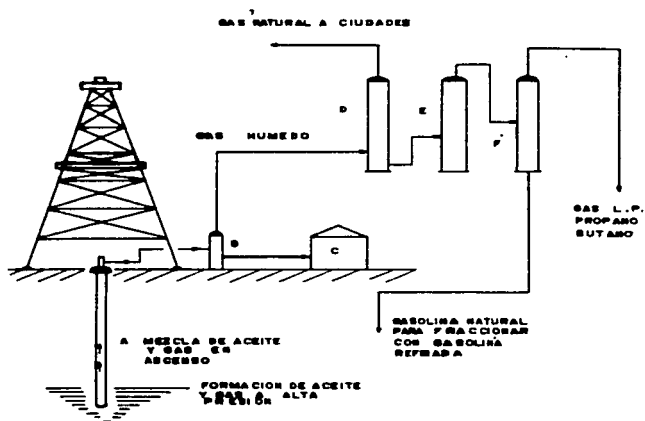 GAS NATURAL A CIUDADES
D
E
F
GAS HUMEDO
GAS L.P.
PROPANO
BUTANO
B
C
GASOLINA NATURAL
PARA FRACCIONAR
CON GASOLINA
REFINADA
A MEZCLA DE ACEITE
Y GAS EN
ASCENSO
FORMACION DE ACEITE
Y GAS A ALTA
PRESION